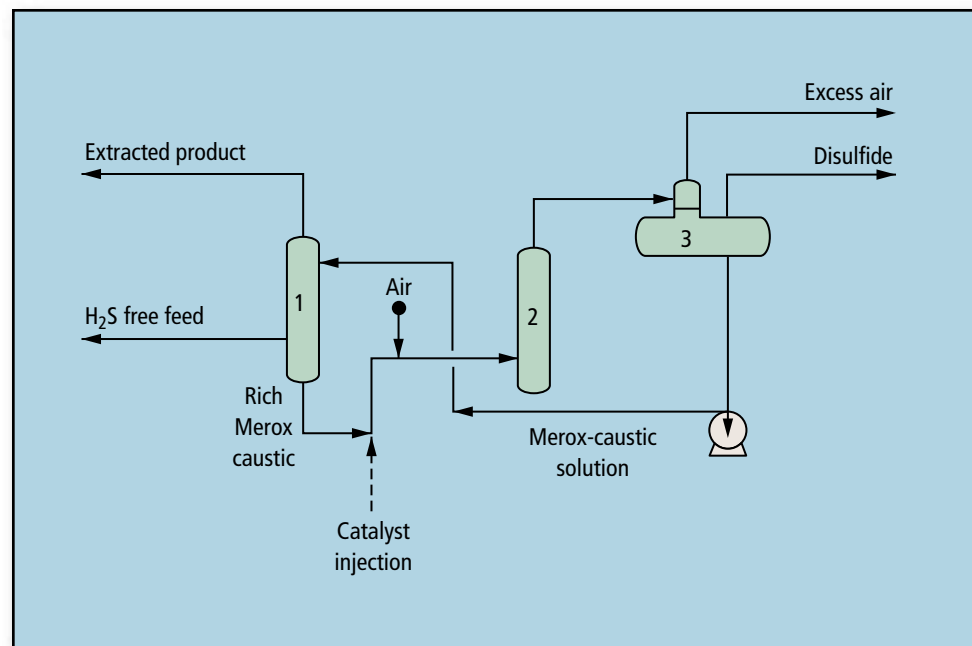 Excess air
Disulfide
Extracted product
3
1
2
Air
H₂S free feed
Rich
Merox
caustic
Merox-caustic
solution
Catalyst
injection